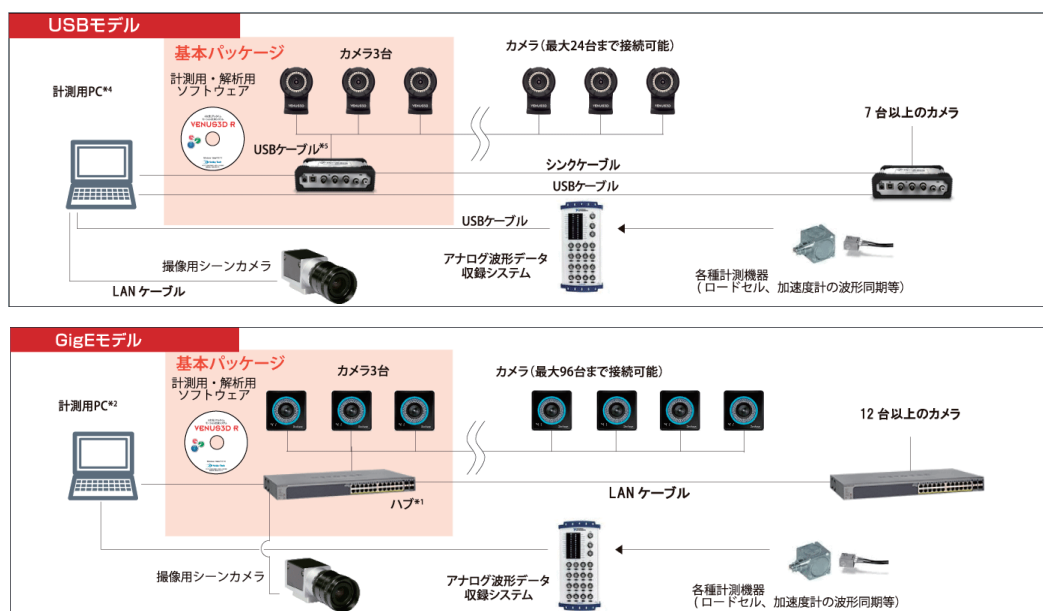 USBモデル
基本パッケージ
カメラ3台
カメラ(最大24台まで接続可能)
計測用・解析用
ソフトウェア
計測用PC*4
VENUS3D R
7台以上のカメラ
USBケーブル*5
シンクケーブル
USBケーブル
USBケーブル
撮像用シーンカメラ
アナログ波形データ
収録システム
各種計測機器
(ロードセル、加速度計の波形同期等)
LANケーブル
GigEモデル
基本パッケージ
カメラ3台
カメラ(最大96台まで接続可能)
計測用・解析用
ソフトウェア
計測用PC*2
VENUS3D R
12台以上のカメラ
ハブ*1
LANケーブル
撮像用シーンカメラ
アナログ波形データ
収録システム
各種計測機器
(ロードセル、加速度計の波形同期等)